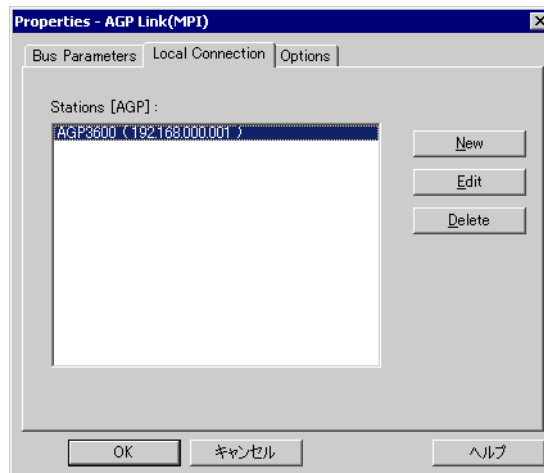 Properties - AGP Link(MPI)
Bus Parameters Local Connection Options
Stations [AGP] :
AGP3600 ( 192.168.000.001 )
New
Edit
Delete
OK キャンセル ヘルプ